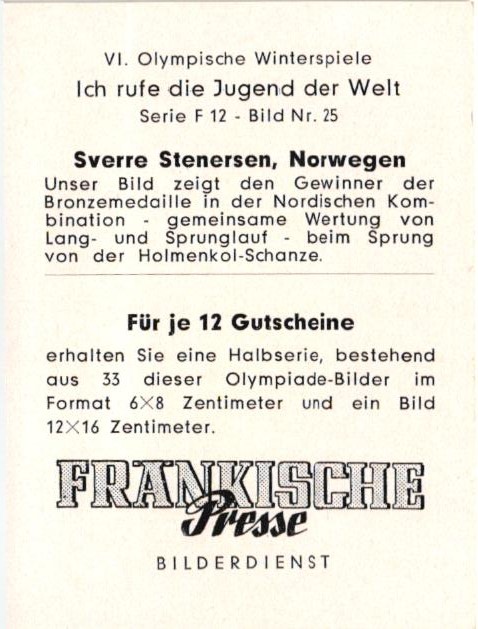 VI. Olympische Winterspiele
Ich rufe die Jugend der Welt
Serie F 12 - Bild Nr. 25
Sverre Stenersen, Norwegen
Unser Bild zeigt den Gewinner der
Bronzemedaille in der Nordischen Kom-
bination - gemeinsame Wertung von
Lang- und Sprunglauf - beim Sprung
von der Holmenkol-Schanze.
Für je 12 Gutscheine
erhalten Sie eine Halbserie, bestehend
aus 33 dieser Olympiade-Bilder im
Format 6×8 Zentimeter und ein Bild
12×16 Zentimeter.
FRÄNKISCHE
Presse
BILDERDIENST